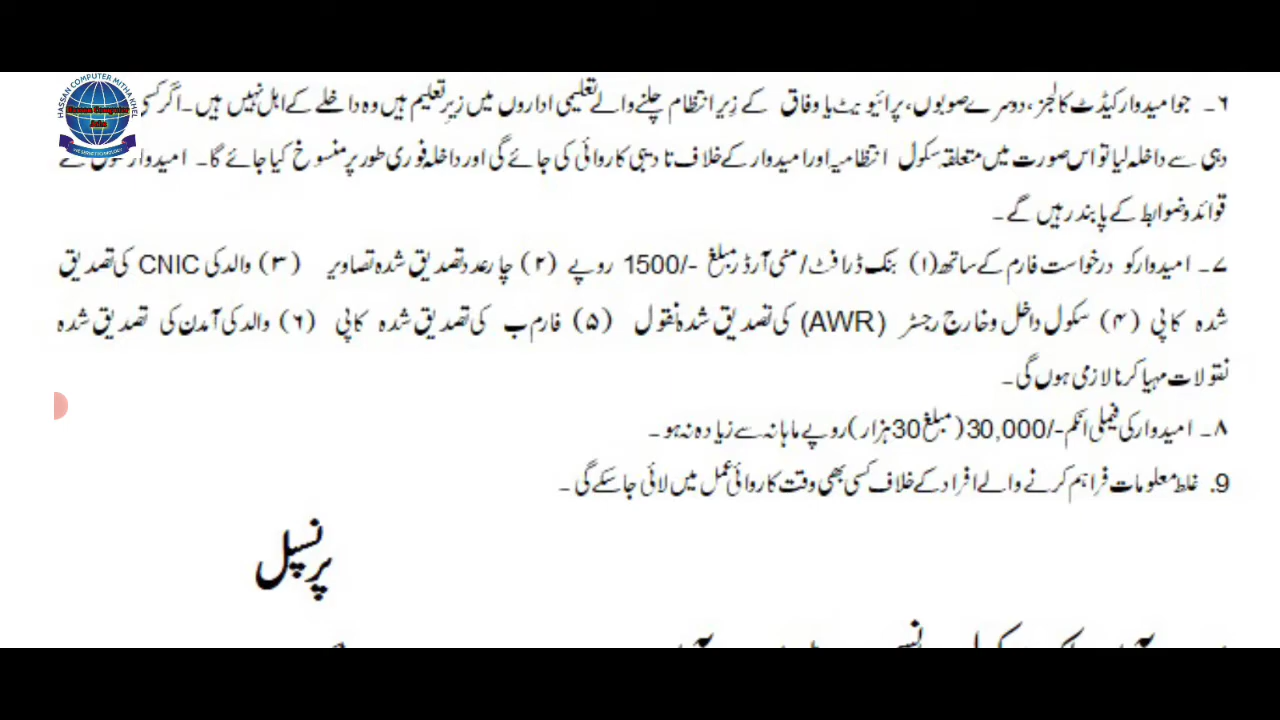 HASSAN COMPUTER MITHA KHEL
۶۔ جو امیدوار کیڈٹ کالجز، دوسرے صوبوں، پرائیویٹ یا وفاق کے زیرِ انتظام چلنے والے تعلیمی اداروں میں زیرِ تعلیم ہیں وہ داخلے کے اہل نہیں ہیں۔ اگر کسی
دہی سے داخلہ لیا تو اس صورت میں متعلقہ سکول انتظامیہ اور امیدوار کے خلاف تادیبی کاروائی کی جائے گی اور داخلہ فوری طور پر منسوخ کیا جائے گا۔ امیدوار
قوائد و ضوابط کے پابند رہیں گے۔
۷۔ امیدوار کو درخواست فارم کے ساتھ (۱) بنک ڈرافٹ/منی آرڈر مبلغ -/1500 روپے (۲) چار عدد تصدیق شدہ تصاویر (۳) والد کی CNIC کی تصدیق
شدہ کاپی (۴) سکول داخل و خارج رجسٹر (AWR) کی تصدیق شدہ نقول (۵) فارم ب کی تصدیق شدہ کاپی (۶) والد کی آمدن کی تصدیق شدہ
نقولات مہیا کرنا لازمی ہوں گی۔
۸۔ امیدوار کی فیملی انکم -/30,000 (مبلغ 30 ہزار) روپے ماہانہ سے زیادہ نہ ہو۔
9. غلط معلومات فراہم کرنے والے افراد کے خلاف کسی بھی وقت کاروائی عمل میں لائی جا سکے گی۔
پرنسپل